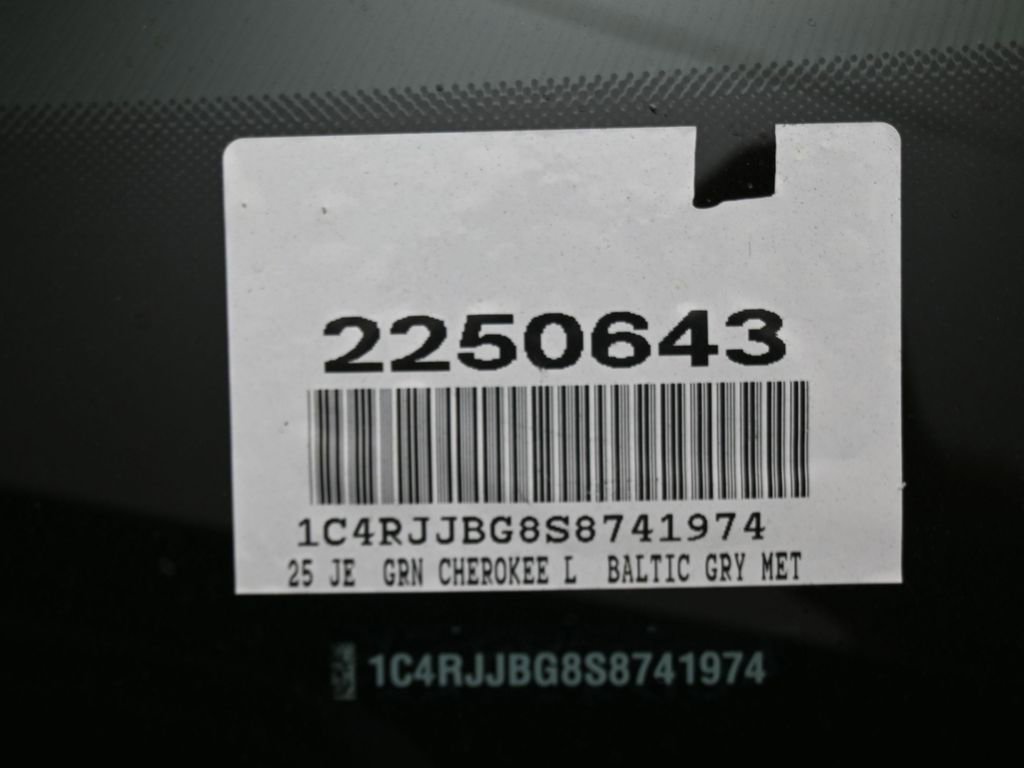 2250643
1C4RJJBG8S8741974
25 JE GRN CHEROKEE L BALTIC GRY MET
1C4RJJBG8S8741974